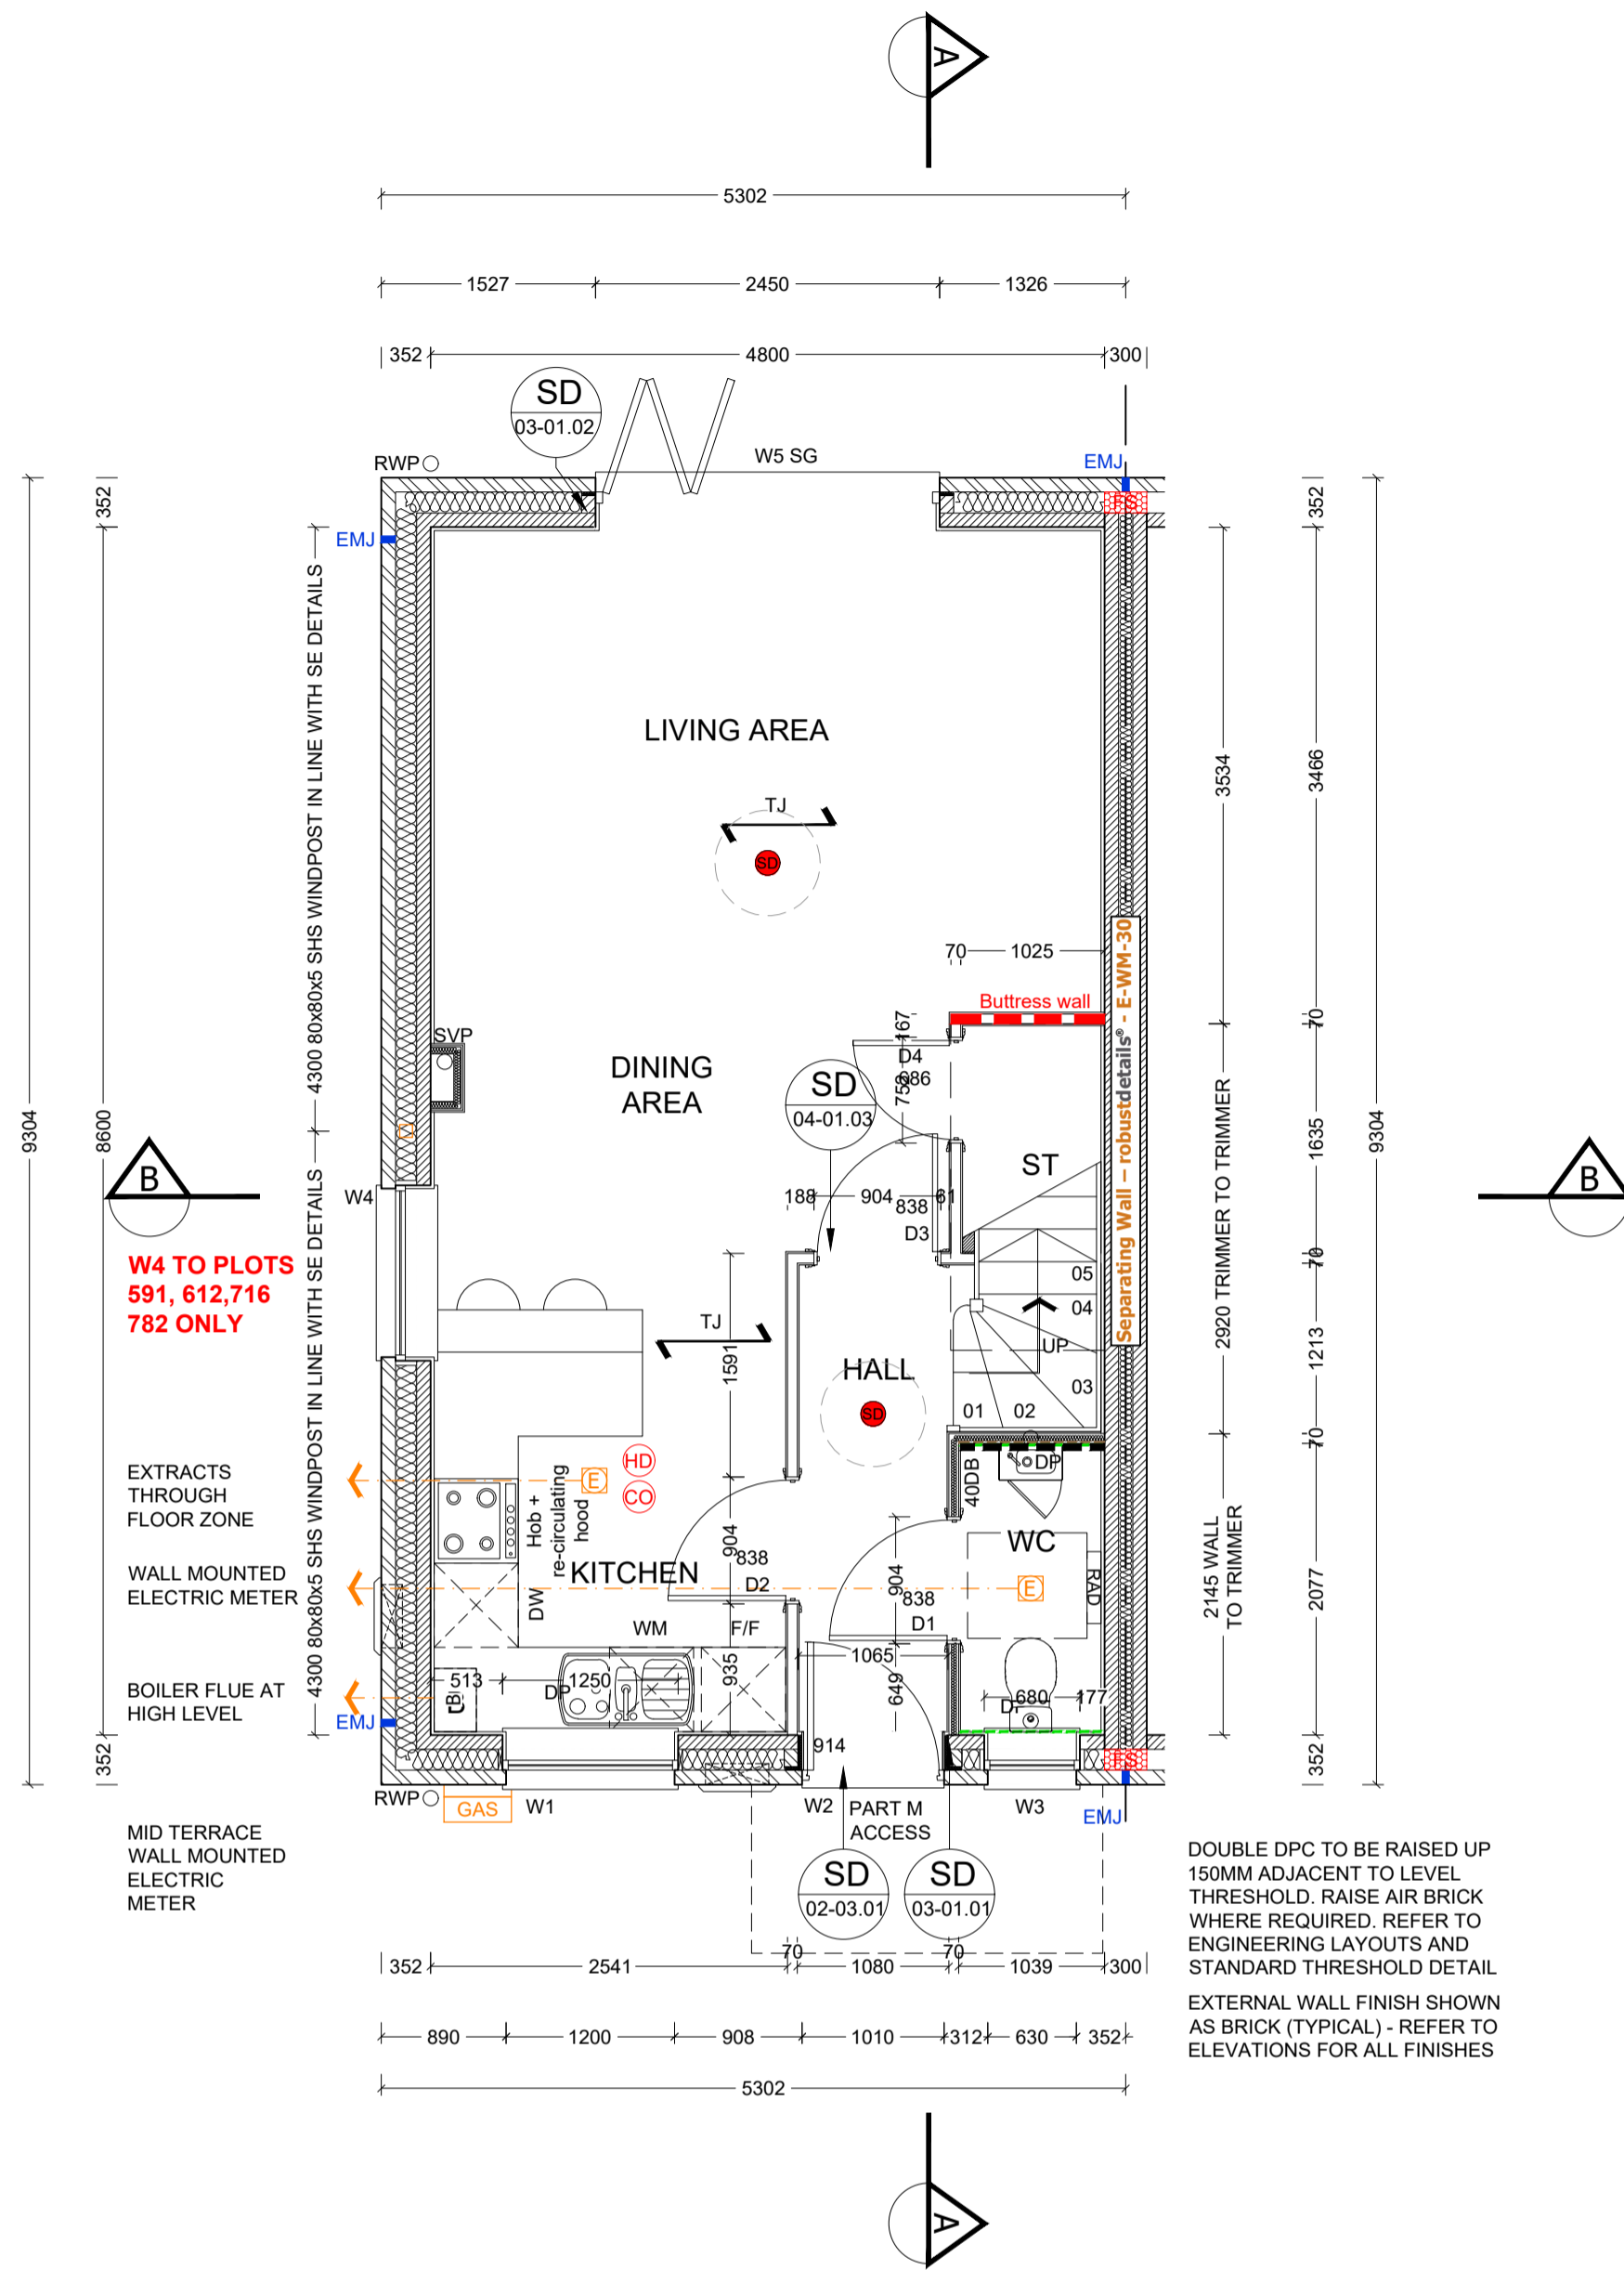 A
5302
1527
2450
1326
352
4800
300
SD
03-01.02
RWP
W5 SG
EMJ
FS
352
352
EMJ
4300 80x80x5 SHS WINDPOST IN LINE WITH SE DETAILS
LIVING AREA
TJ
SD
3534
3466
70
1025
Buttress wall
Separating Wall – robustdetails® - E-WM-30
167
70
SVP
D4
686
752
DINING
AREA
SD
04-01.03
9304
8600
9304
1635
2920 TRIMMER TO TRIMMER
B
B
ST
W4
188
904
61
838
D3
W4 TO PLOTS
591, 612,716
782 ONLY
70
05
04
UP
03
01
02
TJ
1591
1213
HALL
SD
4300 80x80x5 SHS WINDPOST IN LINE WITH SE DETAILS
70
EXTRACTS
THROUGH
FLOOR ZONE
E
HD
CO
Hob +
re-circulating
hood
40DB
DP
WC
WALL MOUNTED
ELECTRIC METER
KITCHEN
904
838
D2
904
838
D1
E
RAD
2145 WALL
TO TRIMMER
2077
DW
WM
F/F
1065
BOILER FLUE AT
HIGH LEVEL
513
1250
DP
935
649
680
177
DP
B
EMJ
352
914
FS
352
RWP
GAS
W1
W2
PART M
ACCESS
W3
EMJ
MID TERRACE
WALL MOUNTED
ELECTRIC
METER
SD
02-03.01
SD
03-01.01
DOUBLE DPC TO BE RAISED UP
150MM ADJACENT TO LEVEL
THRESHOLD. RAISE AIR BRICK
WHERE REQUIRED. REFER TO
ENGINEERING LAYOUTS AND
STANDARD THRESHOLD DETAIL
EXTERNAL WALL FINISH SHOWN
AS BRICK (TYPICAL) - REFER TO
ELEVATIONS FOR ALL FINISHES
352
2541
70
1080
70
1039
300
890
1200
908
1010
312
630
352
5302
A